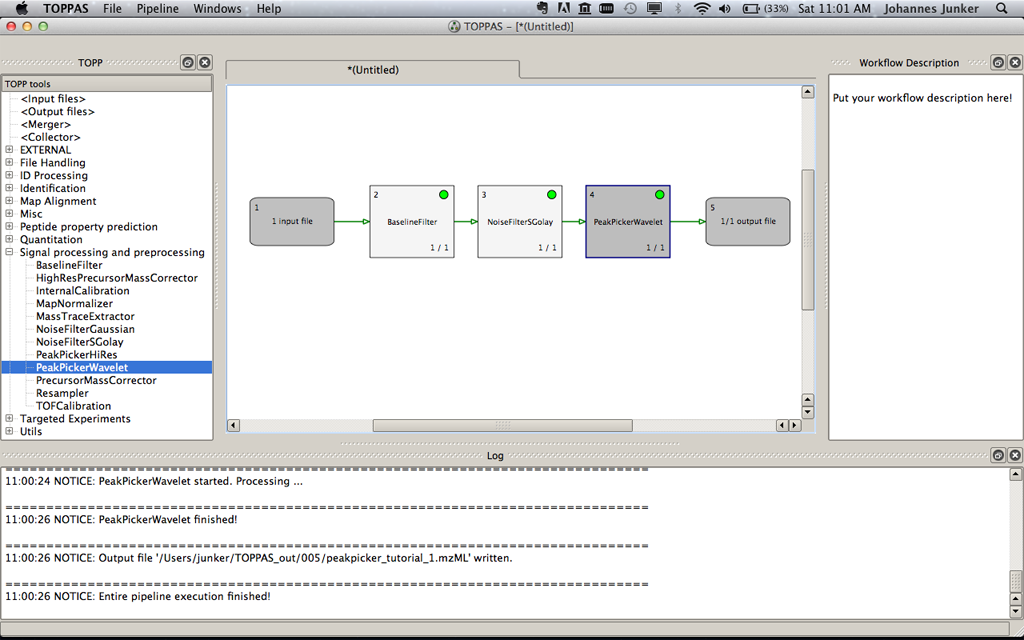 TOPPAS File Pipeline Windows Help (33%) Sat 11:01 AM Johannes Junker
TOPPAS - [*(Untitled)]
TOPP
TOPP tools
<Input files>
<Output files>
<Merger>
<Collector>
EXTERNAL
File Handling
ID Processing
Identification
Map Alignment
Misc
Peptide property prediction
Quantation
Signal processing and preprocessing
BaselineFilter
HighResPrecursorMassCorrector
InternalCalibration
MapNormalizer
MassTraceExtractor
NoiseFilterGaussian
NoiseFilterSGolay
PeakPickerHiRes
PeakPickerWavelet
PrecursorMassCorrector
Resampler
TOFCalibration
Targeted Experiments
Utils
*(Untitled)
1
1 input file
2
BaselineFilter
1 / 1
3
NoiseFilterSGolay
1 / 1
4
PeakPickerWavelet
1 / 1
5
1/1 output file
Workflow Description
Put your workflow description here!
Log
11:00:24 NOTICE: PeakPickerWavelet started. Processing ...
11:00:26 NOTICE: PeakPickerWavelet finished!
11:00:26 NOTICE: Output file '/Users/junker/TOPPAS_out/005/peakpicker_tutorial_1.mzML' written.
11:00:26 NOTICE: Entire pipeline execution finished!